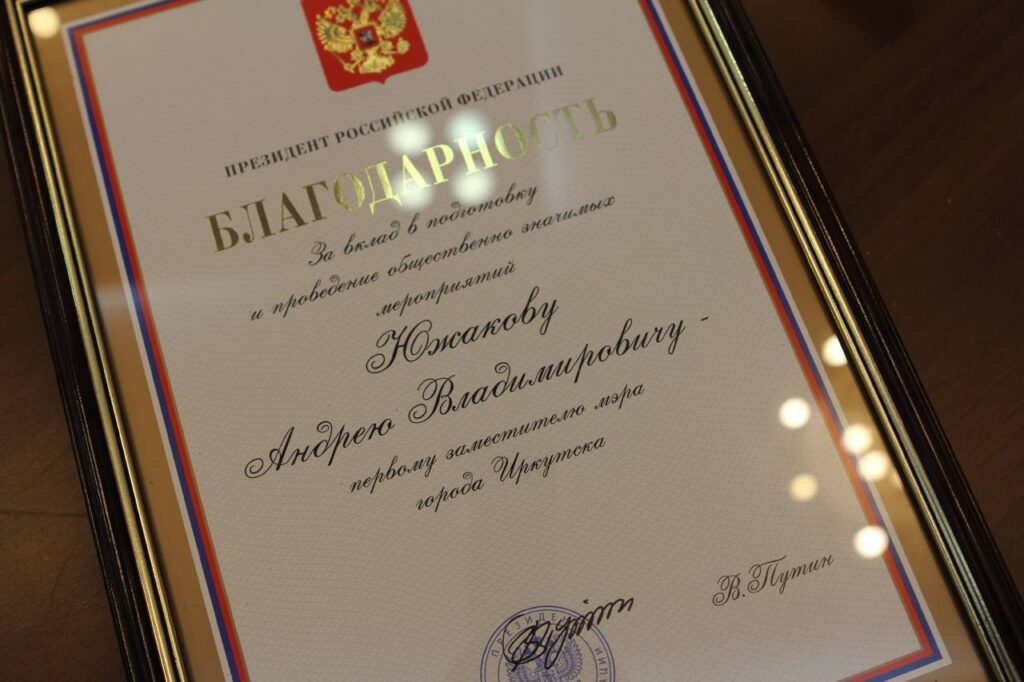 ПРЕЗИДЕНТ РОССИЙСКОЙ ФЕДЕРАЦИИ
БЛАГОДАРНОСТЬ
За вклад в подготовку
и проведение общественно значимых
мероприятий
Южакову
Андрею Владимировичу -
первому заместителю мэра
города Иркутска
В.Путин